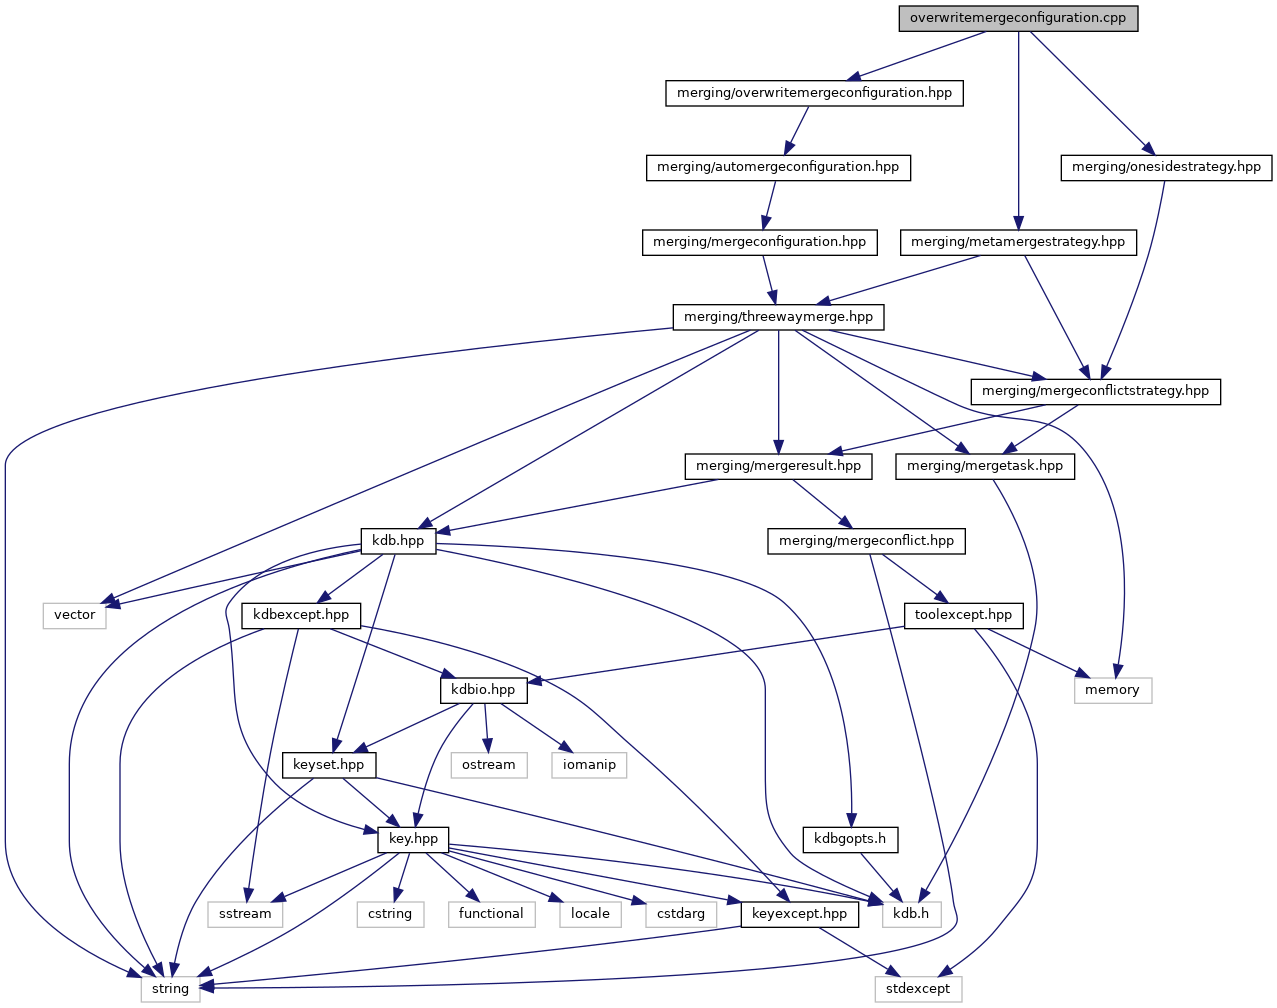 overwritemergeconfiguration.cpp
merging/overwritemergeconfiguration.hpp
merging/automergeconfiguration.hpp
merging/onesidestrategy.hpp
merging/mergeconfiguration.hpp
merging/metamergestrategy.hpp
merging/threewaymerge.hpp
merging/mergeconflictstrategy.hpp
merging/mergeresult.hpp
merging/mergetask.hpp
kdb.hpp
merging/mergeconflict.hpp
vector
kdbexcept.hpp
toolexcept.hpp
kdbio.hpp
memory
keyset.hpp
ostream
iomanip
key.hpp
kdbgopts.h
sstream
cstring
functional
locale
cstdarg
keyexcept.hpp
kdb.h
string
stdexcept